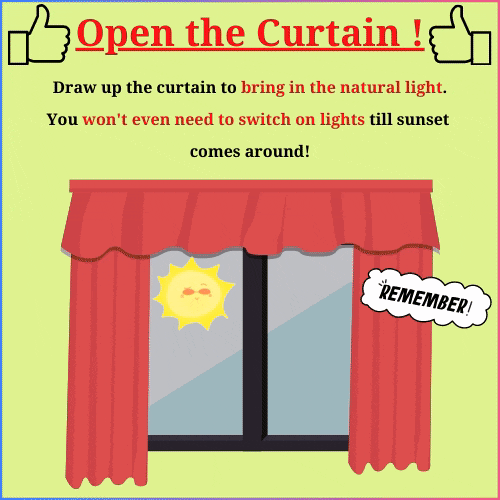 Open the Curtain !
Draw up the curtain to bring in the natural light.
You won't even need to switch on lights till sunset
comes around!
REMEMBER!